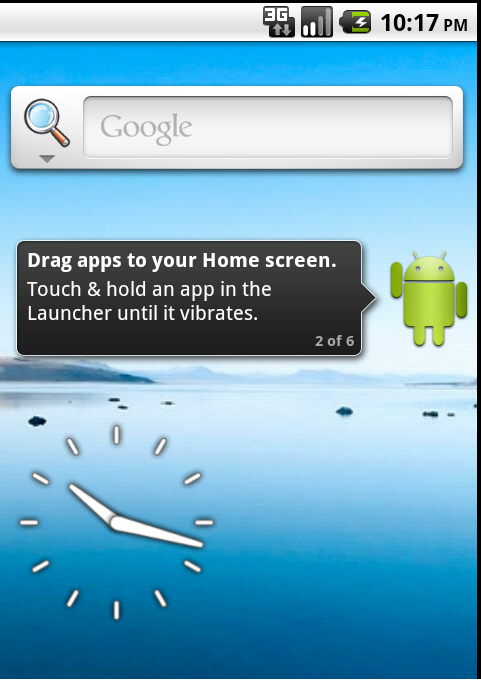 3G 10:17 PM
Google
Drag apps to your Home screen.
Touch & hold an app in the
Launcher until it vibrates.
2 of 6